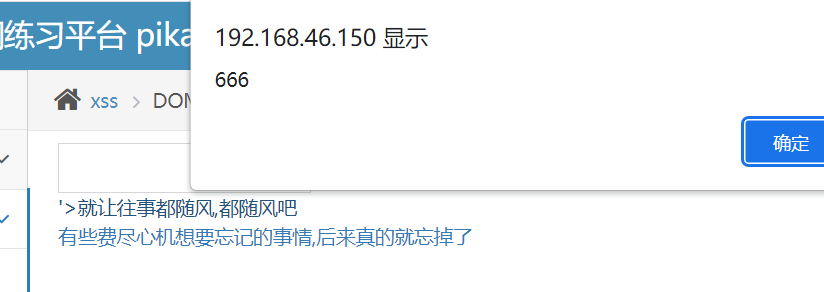 练习平台 pika
192.168.46.150 显示
666
确定
xss
DOM
'>就让往事都随风,都随风吧
有些费尽心机想要忘记的事情,后来真的就忘掉了